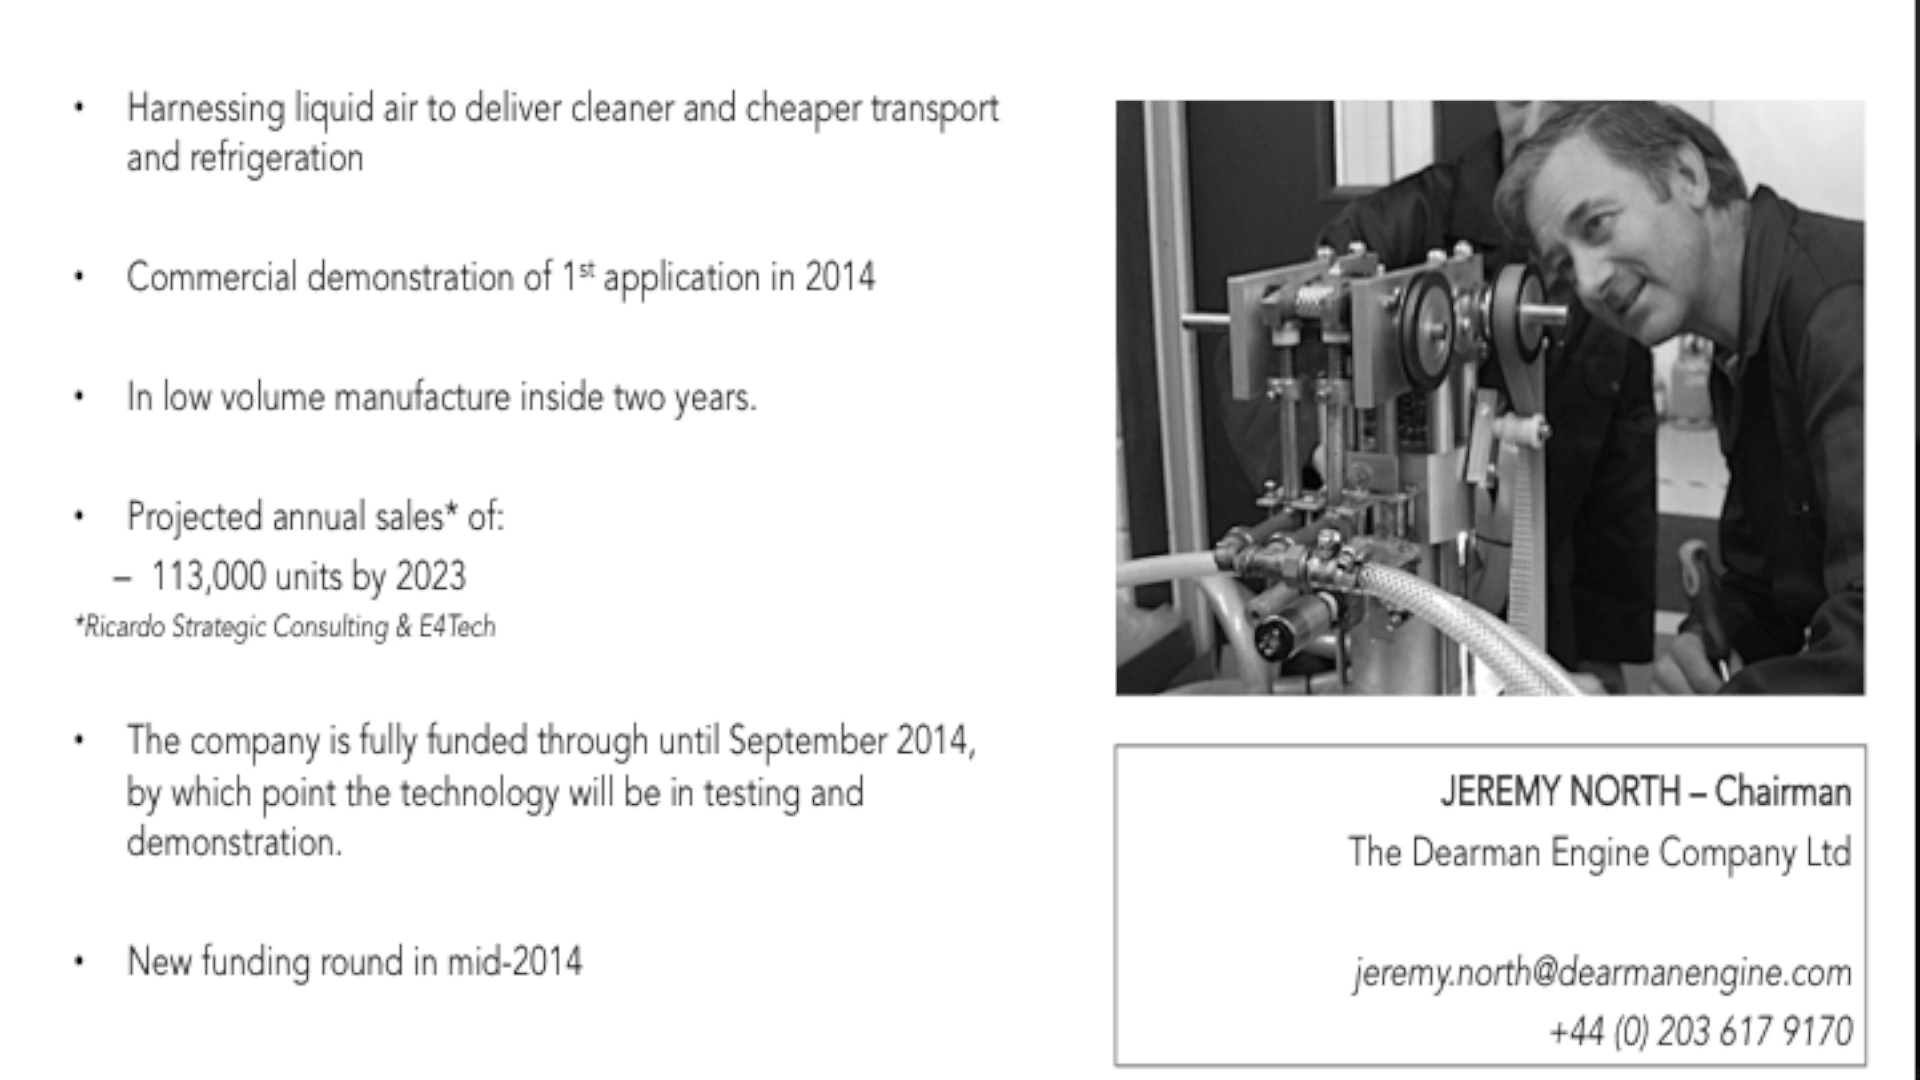 • Harnessing liquid air to deliver cleaner and cheaper transport
and refrigeration
• Commercial demonstration of 1st application in 2014
• In low volume manufacture inside two years.
• Projected annual sales* of:
– 113,000 units by 2023
*Ricardo Strategic Consulting & E4Tech
• The company is fully funded through until September 2014,
by which point the technology will be in testing and
demonstration.
• New funding round in mid-2014
JEREMY NORTH – Chairman
The Dearman Engine Company Ltd
jeremy.north@dearmanengine.com
+44 (0) 203 617 9170